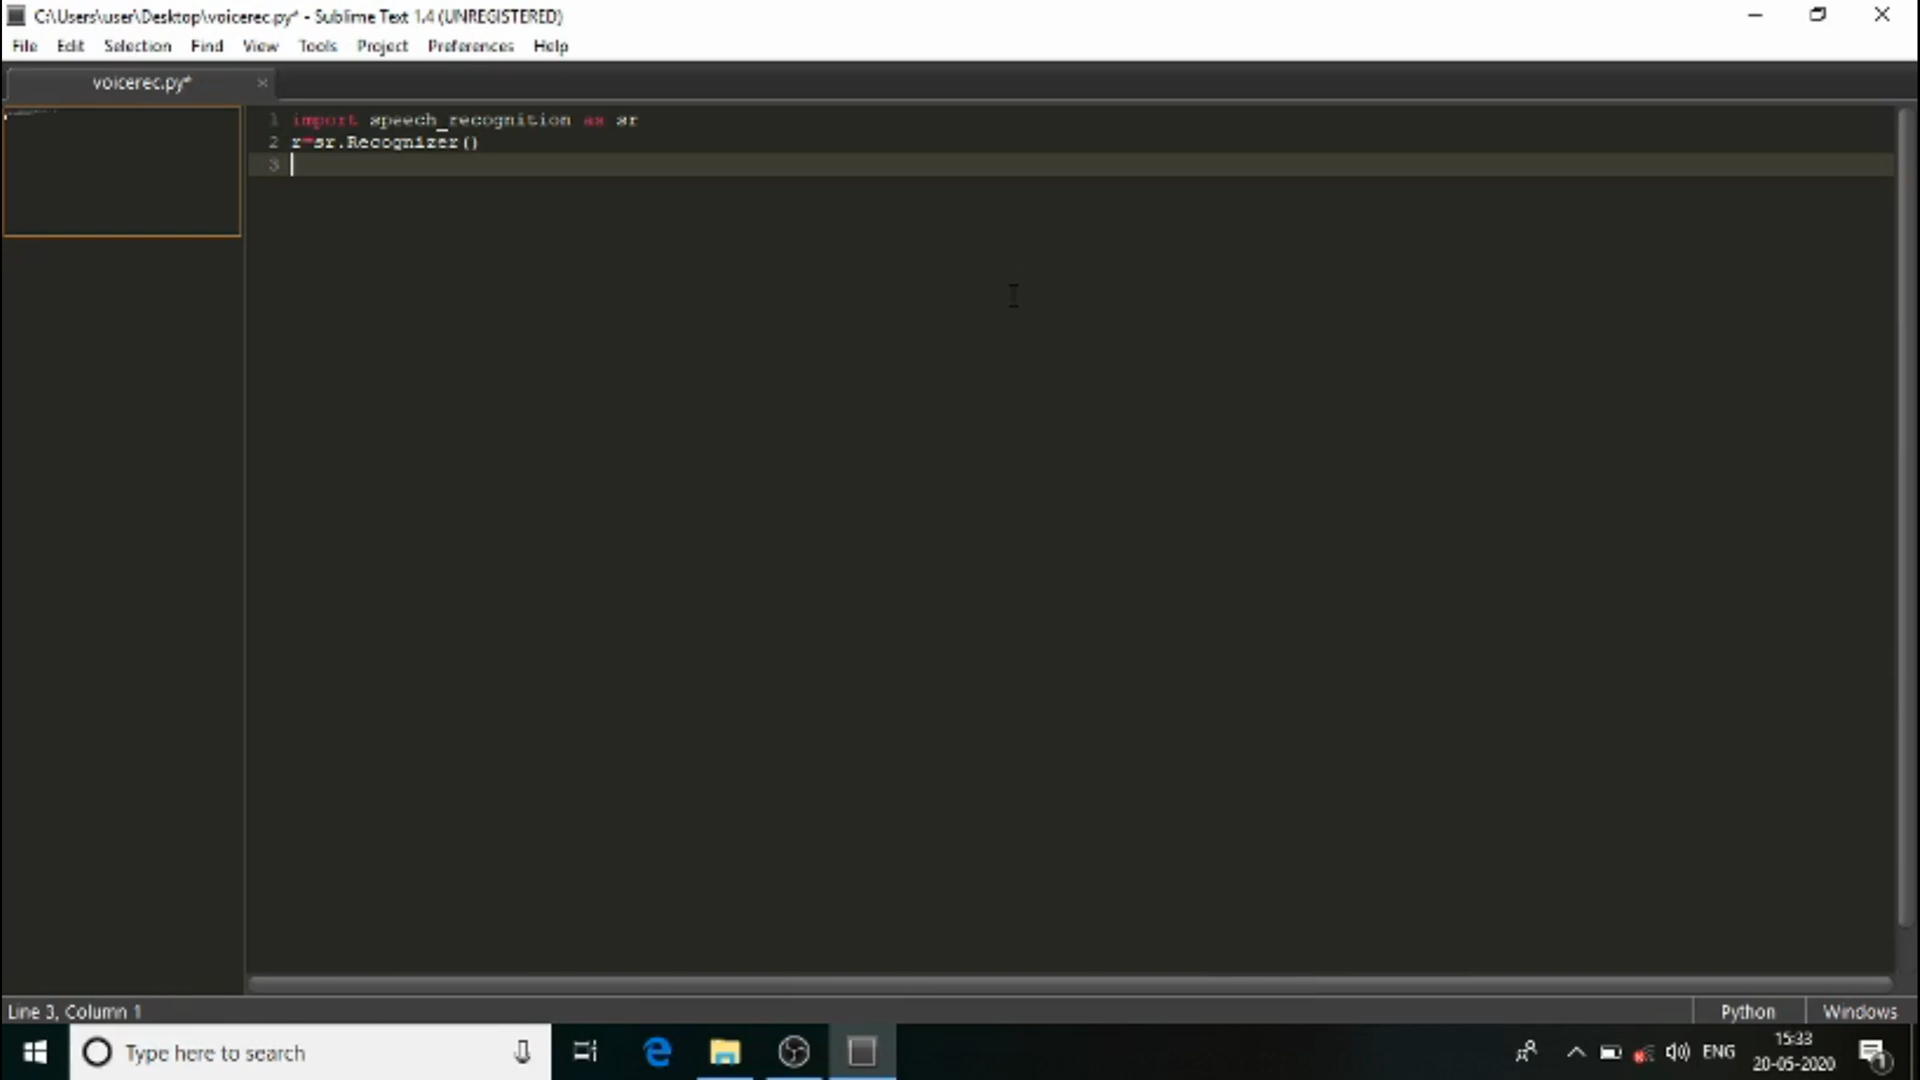 C:\Users\user\Desktop\voicerec.py* - Sublime Text 1.4 (UNREGISTERED)
File Edit Selection Find View Tools Project Preferences Help
voicerec.py*
1 import speech_recognition as sr
2 r=sr.Recognizer()
3
Line 3, Column 1
Python
Windows
Type here to search
ENG
15:33
20-05-2020
1